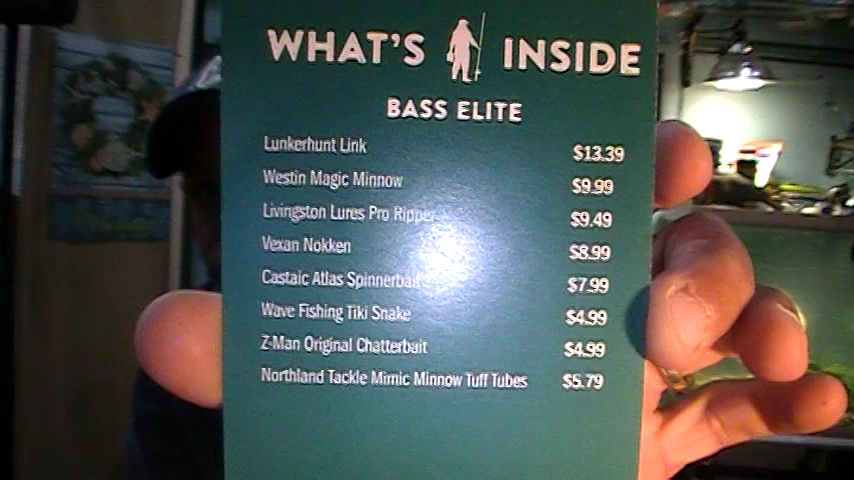 WHAT'S INSIDE
BASS ELITE
Lunkerhunt Link $13.39
Westin Magic Minnow $9.99
Livingston Lures Pro Ripper $9.49
Vexan Nokken $8.99
Castaic Atlas Spinnerbait $7.99
Wave Fishing Tiki Snake $4.99
Z-Man Original Chatterbait $4.99
Northland Tackle Mimic Minnow Tuff Tubes $5.79